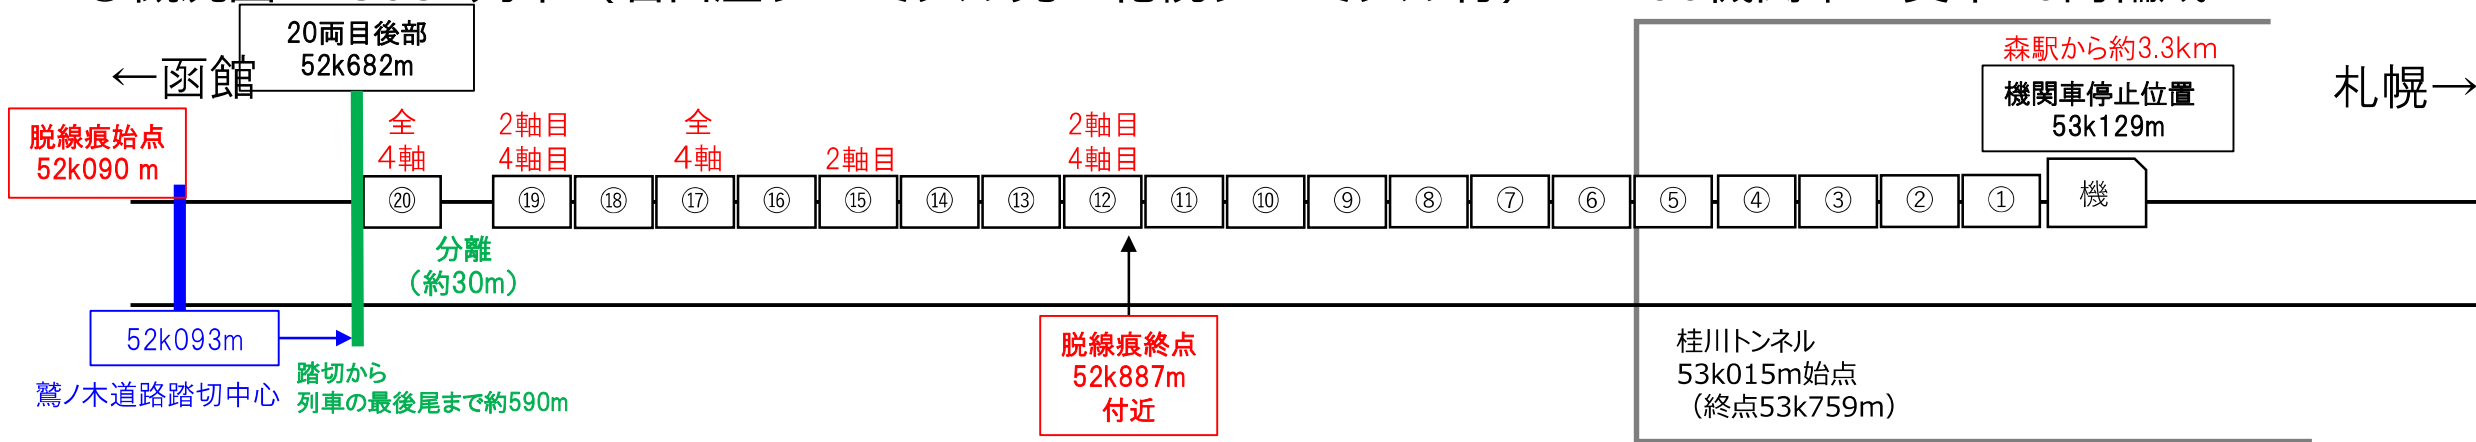 20両目後部
52k682m
←函館
森駅から約3.3km
機関車停止位置
53k129m
札幌→
脱線痕始点
52k090 m
全
4軸
2軸目
4軸目
全
4軸
2軸目
2軸目
4軸目
⑳ ⑲ ⑱ ⑰ ⑯ ⑮ ⑭ ⑬ ⑫ ⑪ ⑩ ⑨ ⑧ ⑦ ⑥ ⑤ ④ ③ ② ① 機
分離
(約30m)
52k093m
鷲ノ木道路踏切中心
踏切から
列車の最後尾まで約590m
脱線痕終点
52k887m
付近
桂川トンネル
53k015m始点
(終点53k759m)